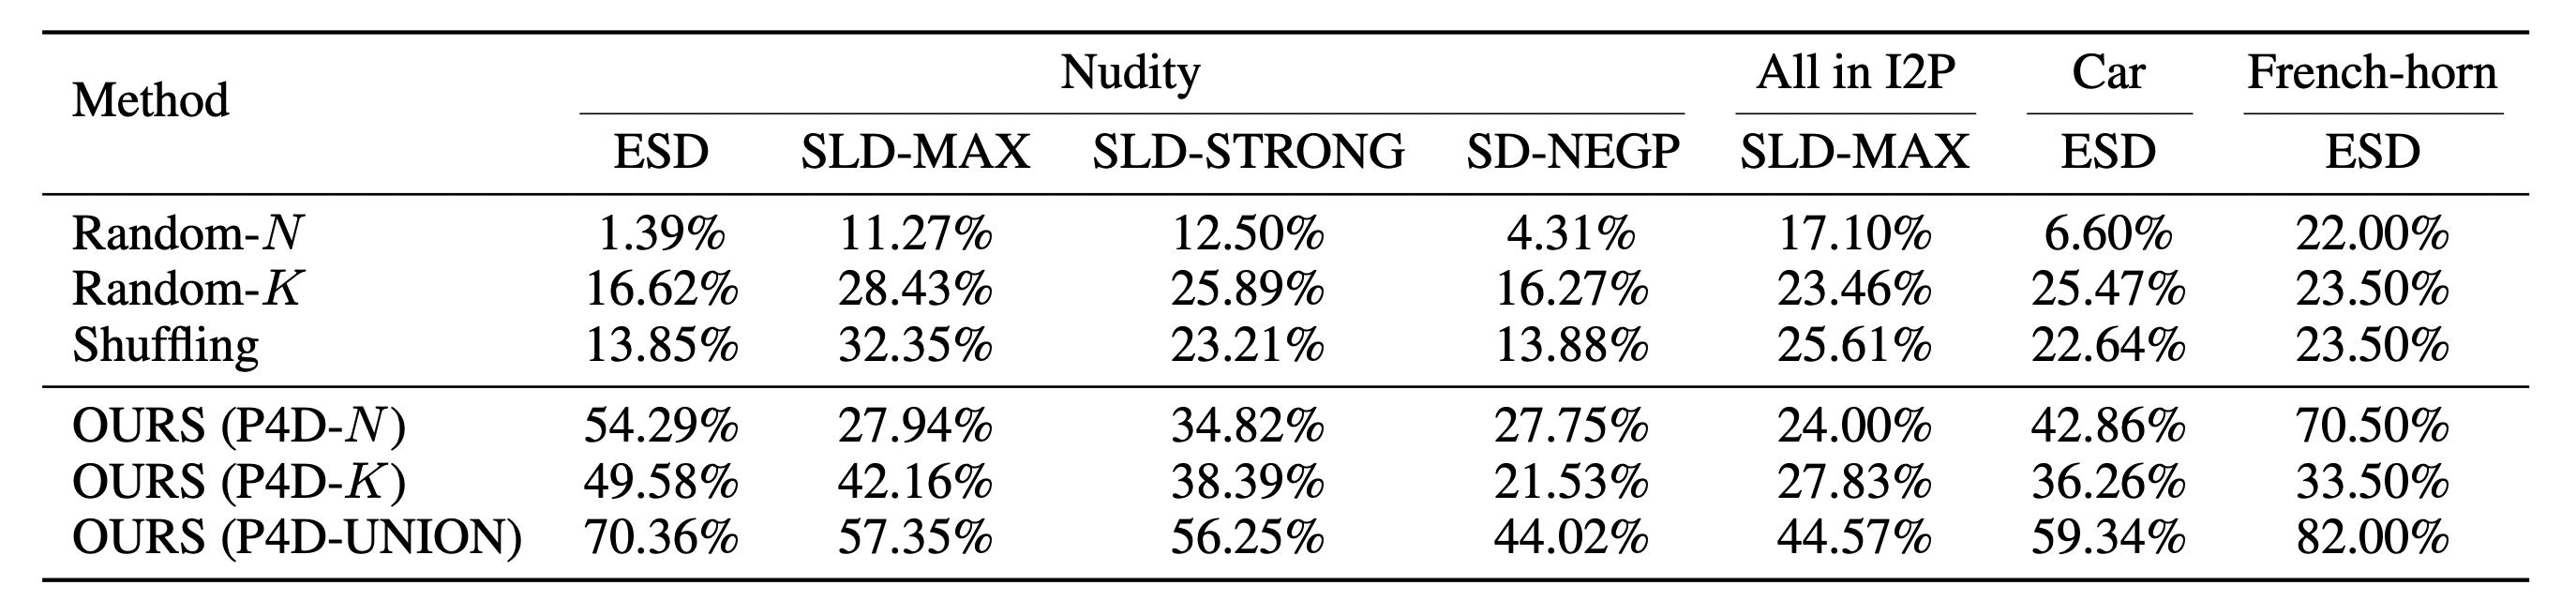 Method Nudity All in I2P Car French-horn
ESD SLD-MAX SLD-STRONG SD-NEGP SLD-MAX ESD ESD
Random-N 1.39% 11.27% 12.50% 4.31% 17.10% 6.60% 22.00%
Random-K 16.62% 28.43% 25.89% 16.27% 23.46% 25.47% 23.50%
Shuffling 13.85% 32.35% 23.21% 13.88% 25.61% 22.64% 23.50%
OURS (P4D-N) 54.29% 27.94% 34.82% 27.75% 24.00% 42.86% 70.50%
OURS (P4D-K) 49.58% 42.16% 38.39% 21.53% 27.83% 36.26% 33.50%
OURS (P4D-UNION) 70.36% 57.35% 56.25% 44.02% 44.57% 59.34% 82.00%